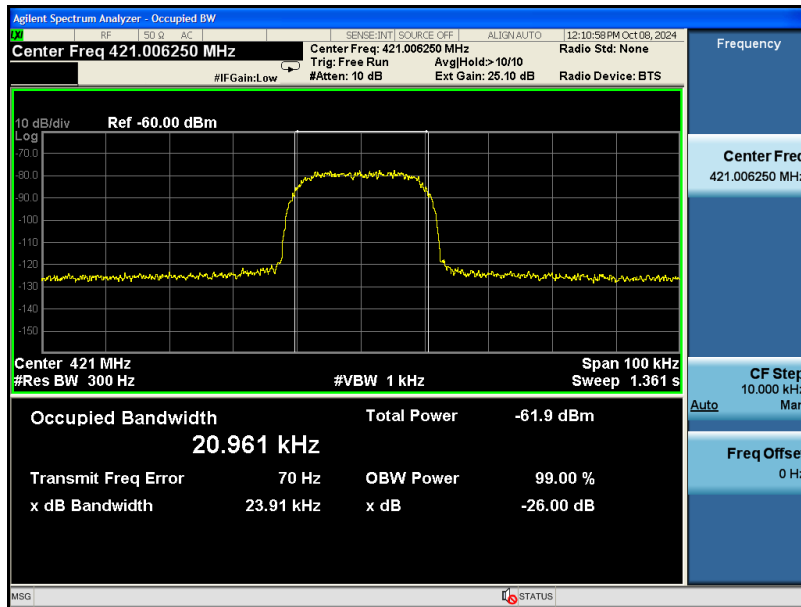 Agilent Spectrum Analyzer - Occupied BW
LXI RF 50 Ω AC SENSE:INT SOURCE OFF ALIGN AUTO 12:10:58 PM Oct 08, 2024
Center Freq 421.006250 MHz
Center Freq: 421.006250 MHz Radio Std: None
Trig: Free Run Avg|Hold:>10/10
#IFGain:Low #Atten: 10 dB Ext Gain: 25.10 dB Radio Device: BTS
10 dB/div Ref -60.00 dBm
Log
-70.0
-80.0
-90.0
-100
-110
-120
-130
-140
-150
Center 421 MHz Span 100 kHz
#Res BW 300 Hz #VBW 1 kHz Sweep 1.361 s
Occupied Bandwidth Total Power -61.9 dBm
20.961 kHz
Transmit Freq Error 70 Hz OBW Power 99.00 %
x dB Bandwidth 23.91 kHz x dB -26.00 dB
MSG STATUS
Frequency
Center Freq
421.006250 MHz
CF Step
10.000 kHz
Auto Man
Freq Offset
0 Hz